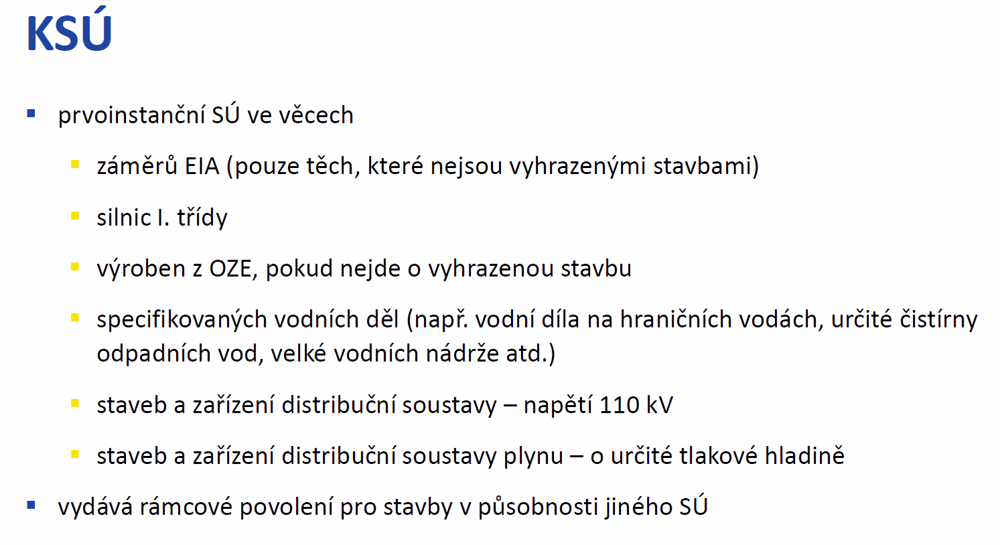 KSÚ
prvoinstanční SÚ ve věcech
záměrů EIA (pouze těch, které nejsou vyhrazenými stavbami)
silnic I. třídy
výroben z OZE, pokud nejde o vyhrazenou stavbu
specifikovaných vodních děl (např. vodní díla na hraničních vodách, určité čistírny
odpadních vod, velké vodních nádrže atd.)
staveb a zařízení distribuční soustavy – napětí 110 kV
staveb a zařízení distribuční soustavy plynu – o určité tlakové hladině
vydává rámcové povolení pro stavby v působnosti jiného SÚ